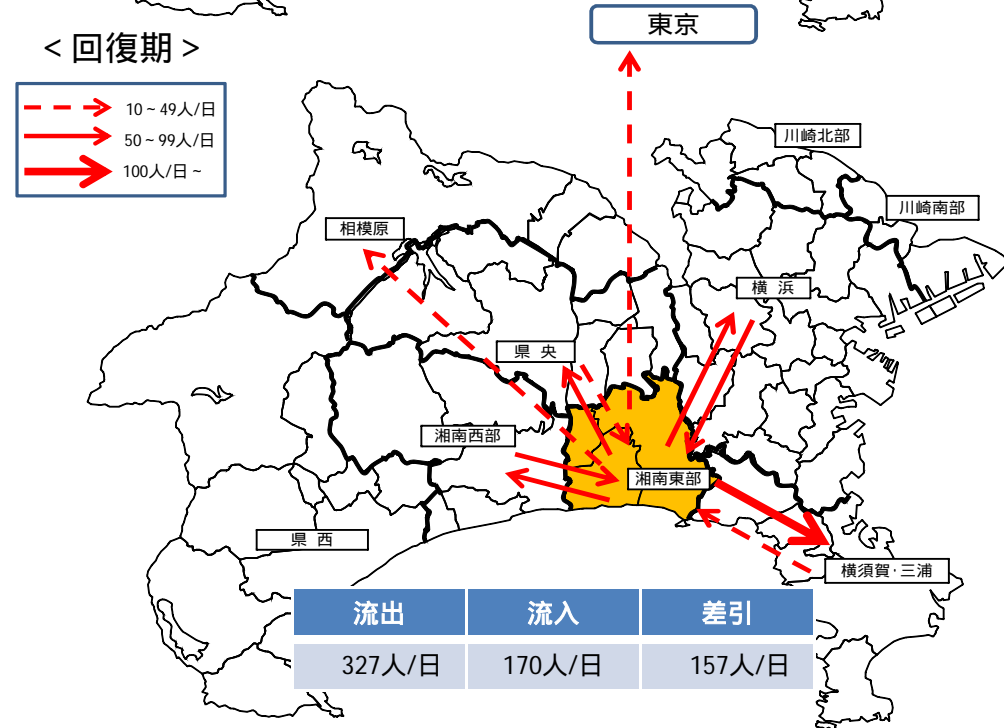 東京
＜回復期＞
10～49人/日
50～99人/日
100人/日～
川崎北部
川崎南部
相模原
横 浜
県 央
湘南西部
湘南東部
県 西
横須賀・三浦
流出 流入 差引
327人/日 170人/日 157人/日